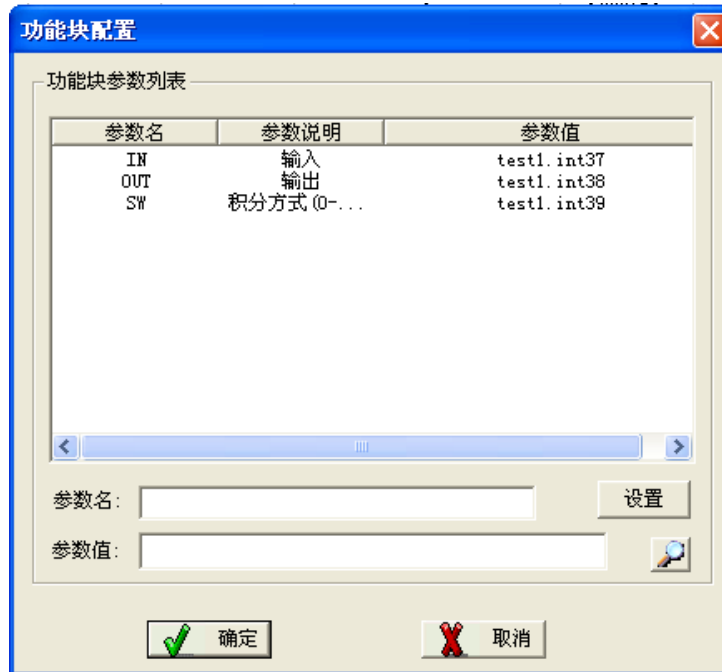 功能块配置
功能块参数列表
参数名 参数说明 参数值
IN 输入 test1.int37
OUT 输出 test1.int38
SW 积分方式(0-... test1.int39
参数名: 设置
参数值:
确定 取消